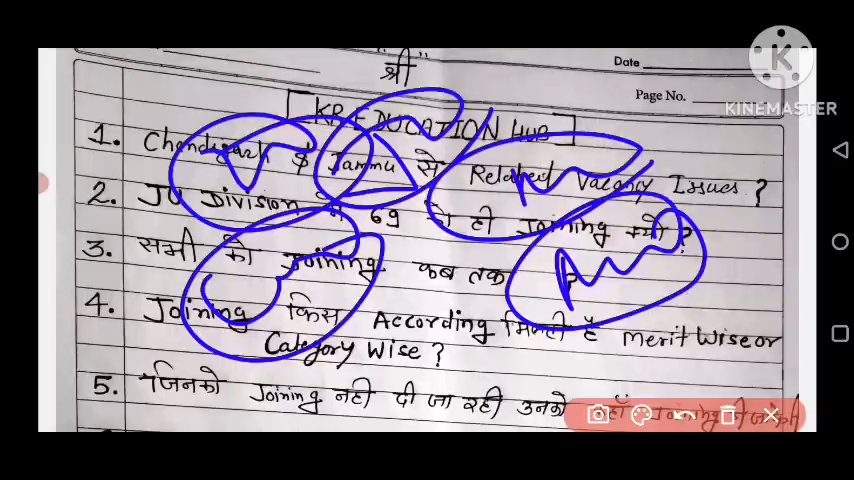 श्री
Date
Page No.
KINEMASTER
KR EDUCATION HUB
1. Chandigarh & Jammu से Related Vacancy Issues ?
2. JU Division में 69 को ही Joining क्यों ?
3. सभी को Joining कब तक ?
4. Joining किस According मिलती है Merit Wise or
Category Wise ?
5. जिनको Joining नही दी जा रही उनको Joining